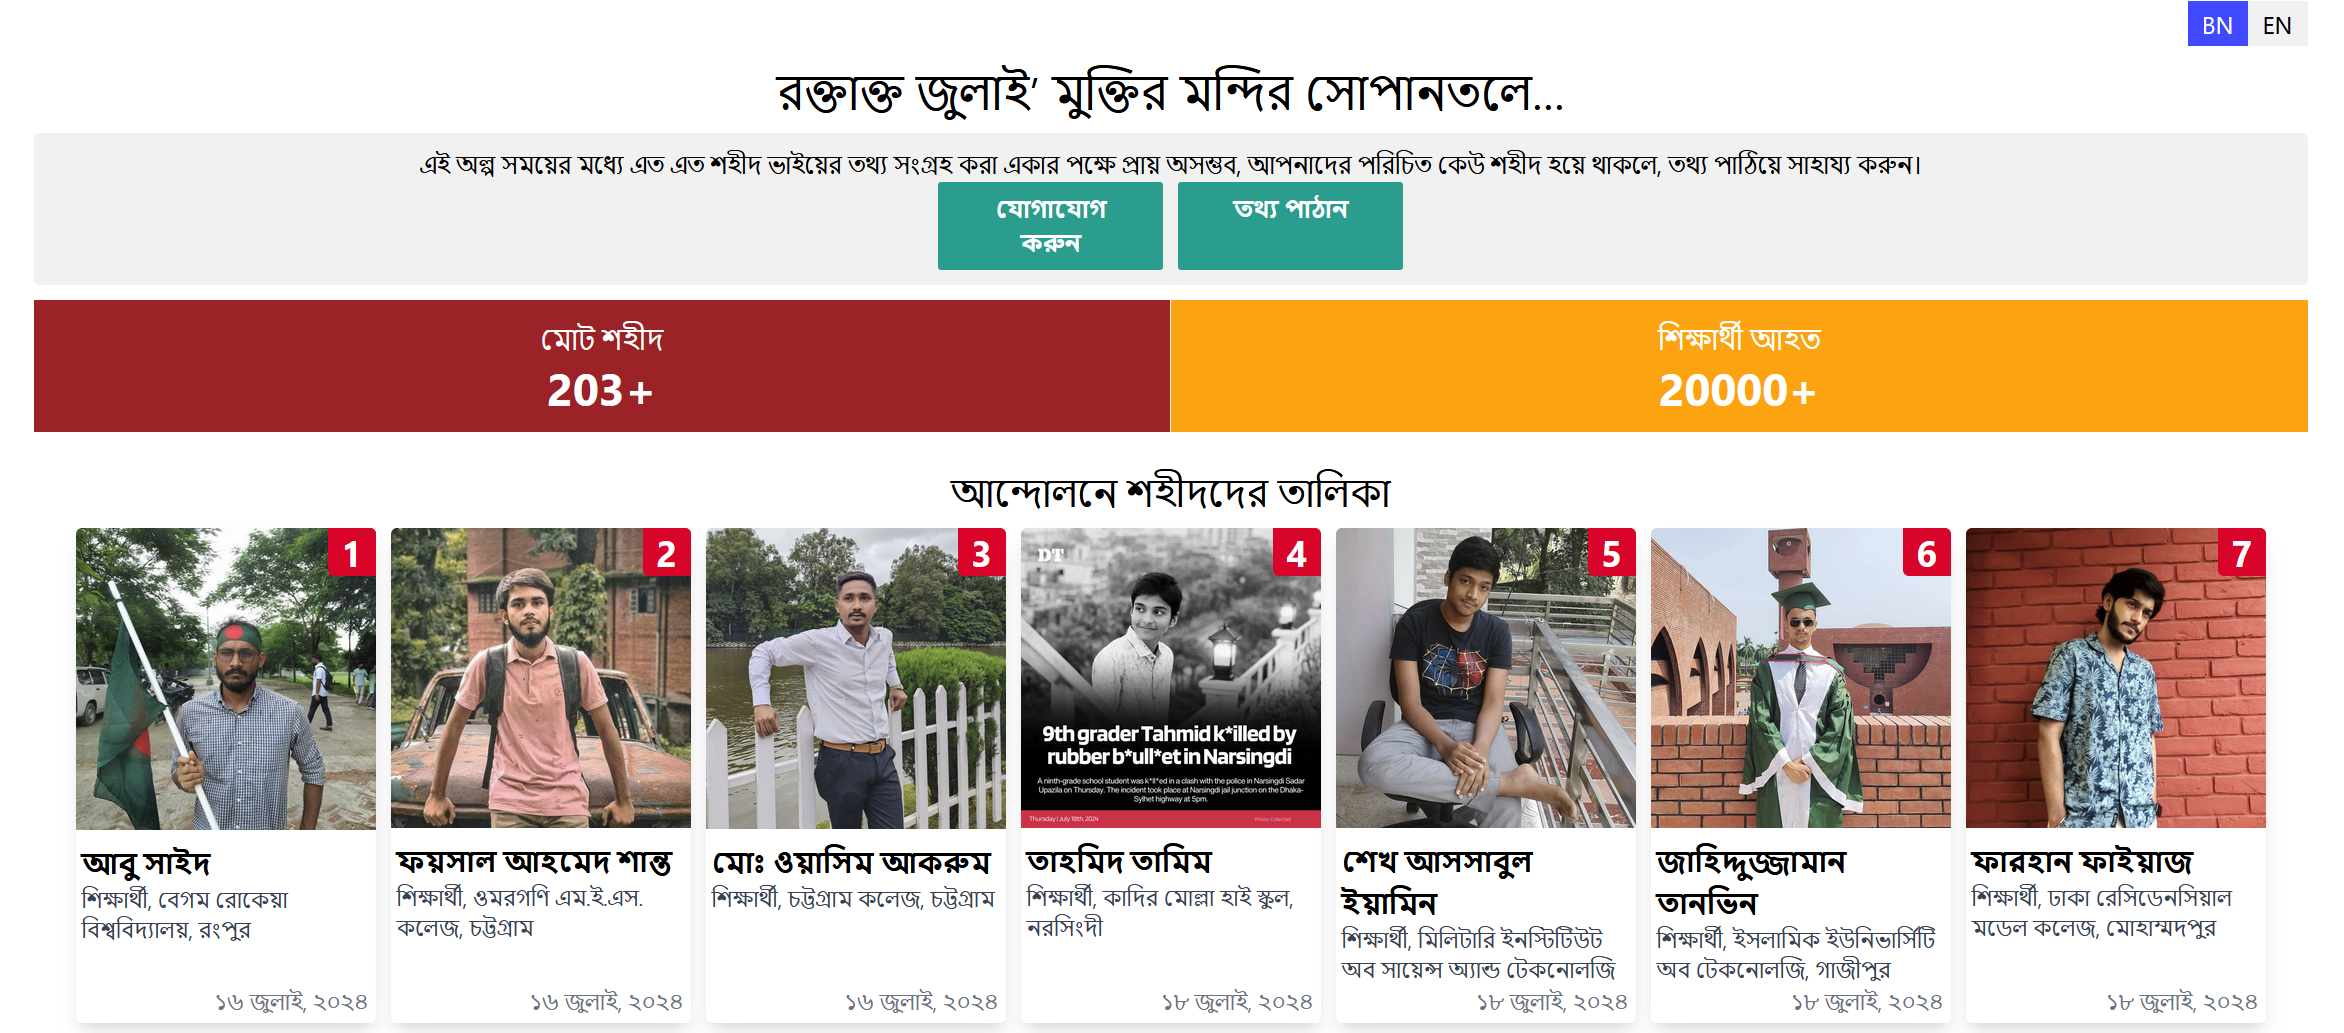 BN EN
রক্তাক্ত জুলাই’ মুক্তির মন্দির সোপানতলে...
এই অল্প সময়ের মধ্যে এত এত শহীদ ভাইয়ের তথ্য সংগ্রহ করা একার পক্ষে প্রায় অসম্ভব, আপনাদের পরিচিত কেউ শহীদ হয়ে থাকলে, তথ্য পাঠিয়ে সাহায্য করুন।
যোগাযোগ
করুন
তথ্য পাঠান
মোট শহীদ
203+
শিক্ষার্থী আহত
20000+
আন্দোলনে শহীদদের তালিকা
1
আবু সাইদ
শিক্ষার্থী, বেগম রোকেয়া
বিশ্ববিদ্যালয়, রংপুর
১৬ জুলাই, ২০২৪
2
ফয়সাল আহমেদ শান্ত
শিক্ষার্থী, ওমরগণি এম.ই.এস.
কলেজ, চট্টগ্রাম
১৬ জুলাই, ২০২৪
3
মোঃ ওয়াসিম আকরুম
শিক্ষার্থী, চট্টগ্রাম কলেজ, চট্টগ্রাম
১৬ জুলাই, ২০২৪
DT
4
9th grader Tahmid k*illed by
rubber b*ull*et in Narsingdi
A ninth-grade school student was k*ll*ed in a clash with the police in Narsingdi Sadar
Upazila on Thursday. The incident took place at Narsingdi jail junction on the Dhaka-
Sylhet highway at 5pm.
Thursday | July 18th, 2024
Photo: Collected
তাহমিদ তামিম
শিক্ষার্থী, কাদির মোল্লা হাই স্কুল,
নরসিংদী
১৮ জুলাই, ২০২৪
5
শেখ আসসাবুল
ইয়ামিন
শিক্ষার্থী, মিলিটারি ইনস্টিটিউট
অব সায়েন্স অ্যান্ড টেকনোলজি
১৮ জুলাই, ২০২৪
6
জাহিদ্দুজ্জামান
তানভিন
শিক্ষার্থী, ইসলামিক ইউনিভার্সিটি
অব টেকনোলজি, গাজীপুর
১৮ জুলাই, ২০২৪
7
ফারহান ফাইয়াজ
শিক্ষার্থী, ঢাকা রেসিডেনসিয়াল
মডেল কলেজ, মোহাম্মদপুর
১৮ জুলাই, ২০২৪